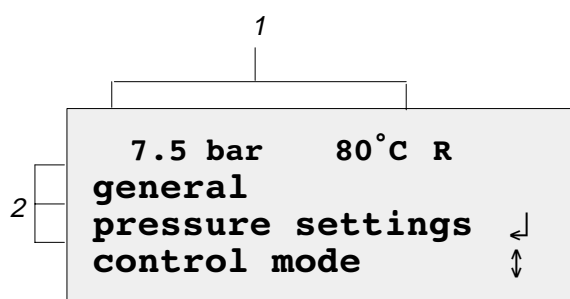 1
7.5 bar 80°C R
general
2
pressure settings ↲
control mode ↕